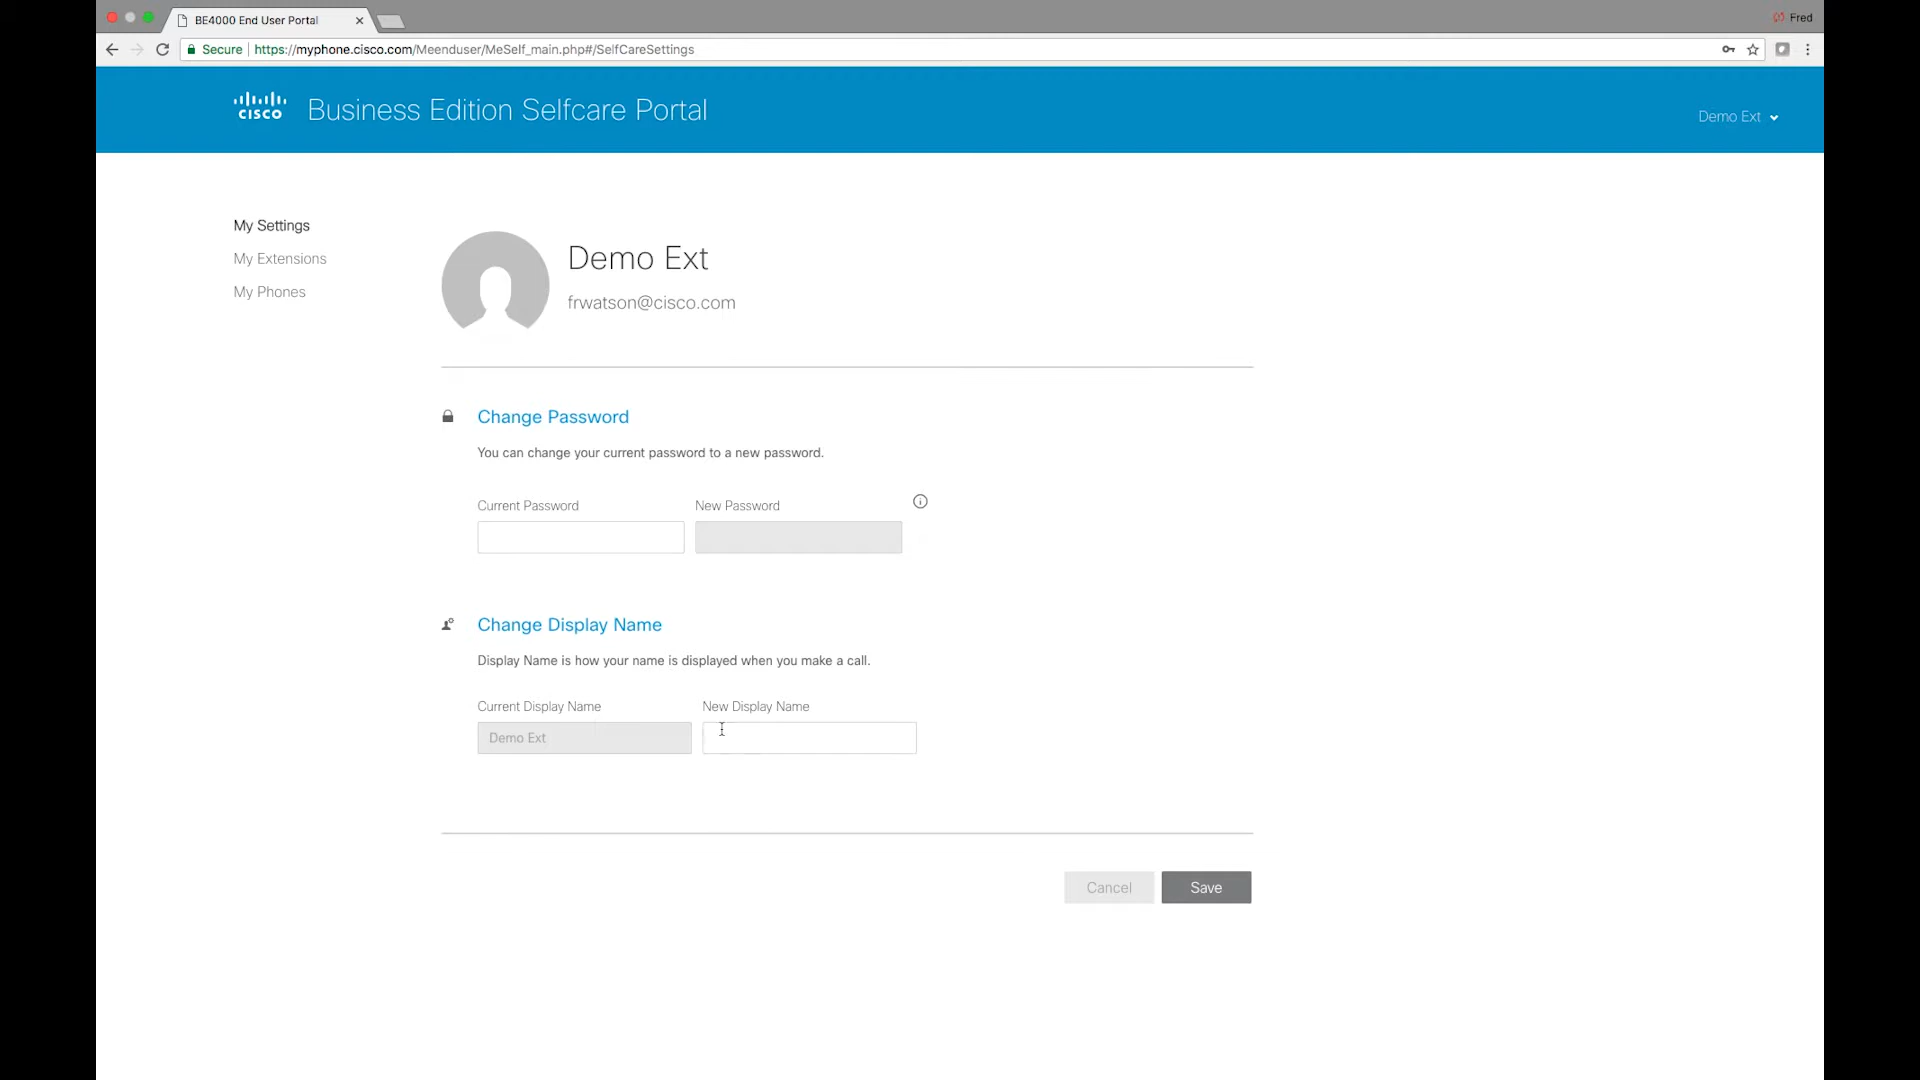 BE4000 End User Portal
Fred
Secure https://myphone.cisco.com/Meenduser/MeSelf_main.php#/SelfCareSettings
cisco Business Edition Selfcare Portal
Demo Ext
My Settings
My Extensions
My Phones
Demo Ext
frwatson@cisco.com
Change Password
You can change your current password to a new password.
Current Password New Password
Change Display Name
Display Name is how your name is displayed when you make a call.
Current Display Name New Display Name
Demo Ext
Cancel Save